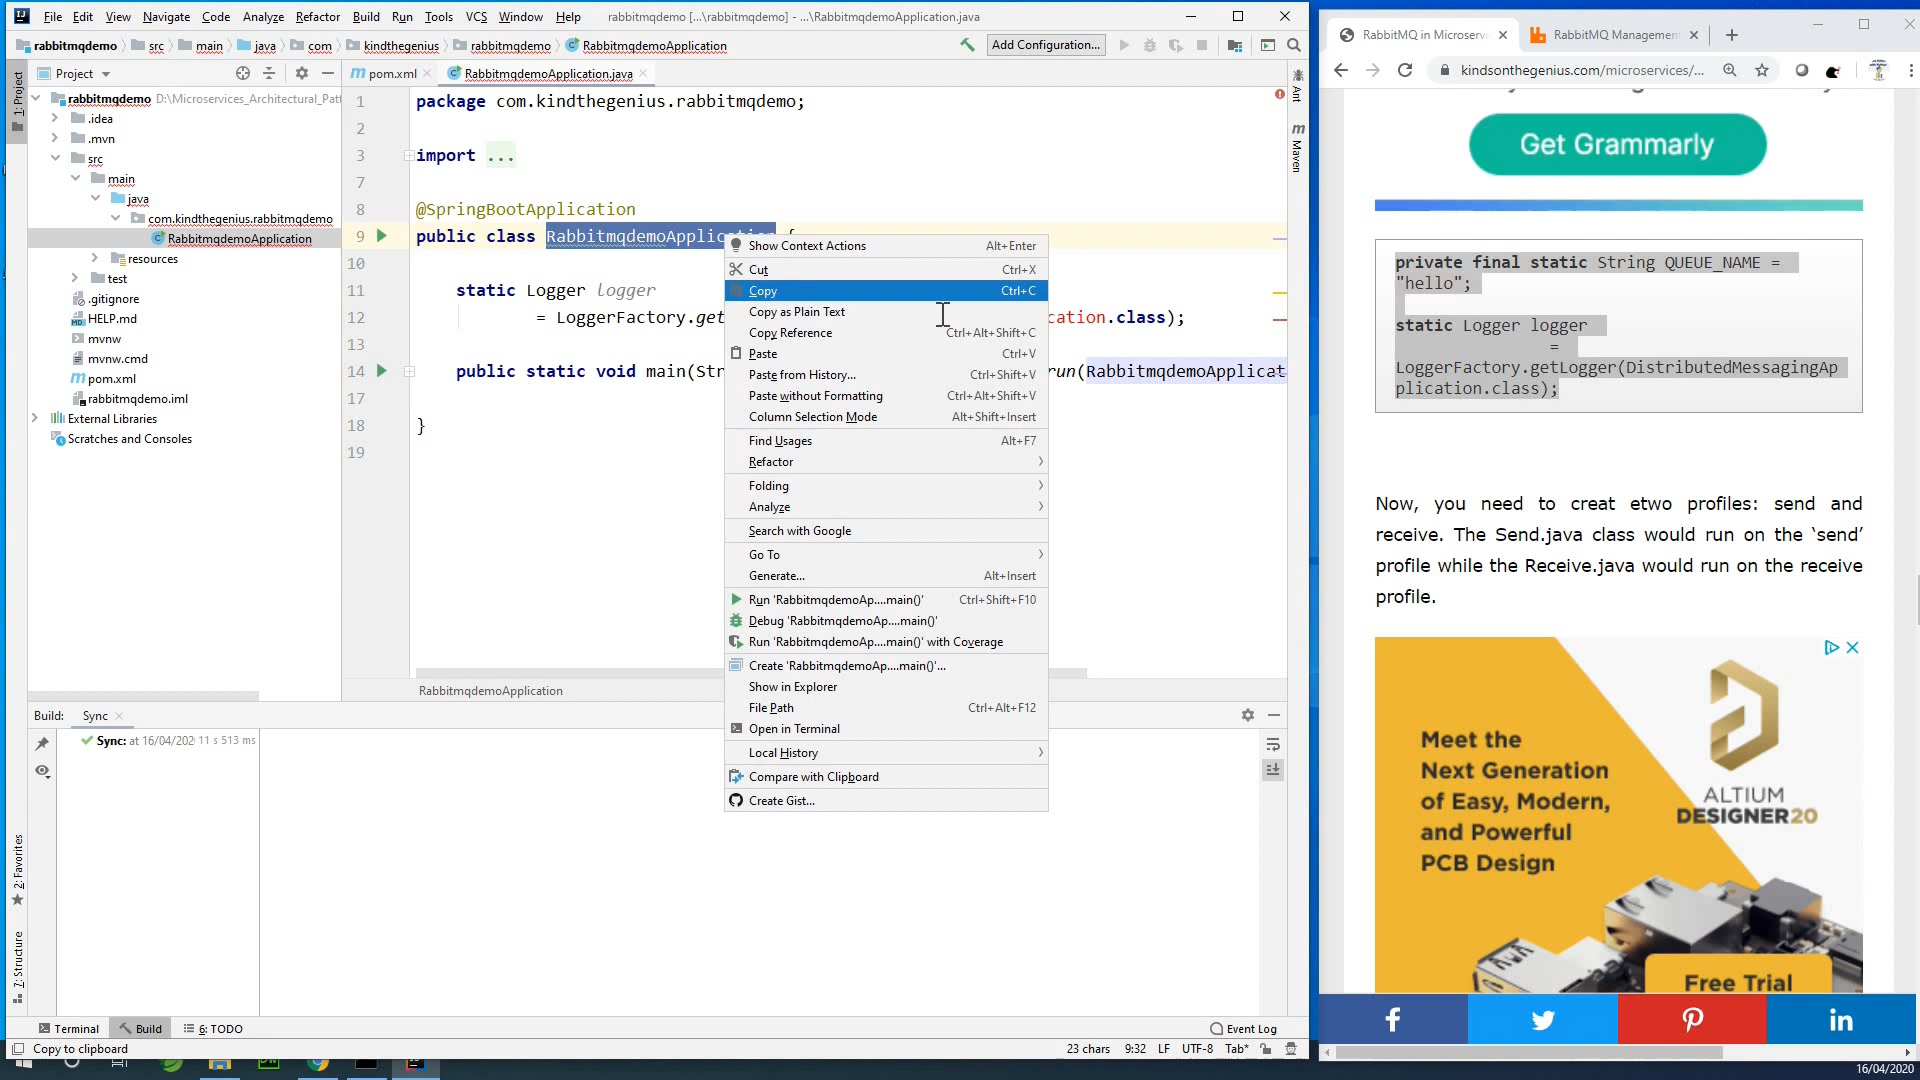 File Edit View Navigate Code Analyze Refactor Build Run Tools VCS Window Help rabbitmqdemo [...\rabbitmqdemo] - ...\RabbitmqdemoApplication.java
rabbitmqdemo src main java com kindthegenius rabbitmqdemo RabbitmqdemoApplication Add Configuration...
Project
pom.xml RabbitmqdemoApplication.java
1: Project
rabbitmqdemo D:\Microservices_Architectural_Patt
.idea
.mvn
src
main
java
com.kindthegenius.rabbitmqdemo
RabbitmqdemoApplication
resources
test
.gitignore
HELP.md
mvnw
mvnw.cmd
pom.xml
rabbitmqdemo.iml
External Libraries
Scratches and Consoles
1 package com.kindthegenius.rabbitmqdemo;
2
3 import ...
7
8 @SpringBootApplication
9 public class RabbitmqdemoApplication {
10
11 static Logger logger
12 = LoggerFactory.get cation.class);
13
14 public static void main(Str run(RabbitmqdemoApplicat
17
18 }
19
RabbitmqdemoApplication
Ant
Maven
Show Context Actions Alt+Enter
Cut Ctrl+X
Copy Ctrl+C
Copy as Plain Text
Copy Reference Ctrl+Alt+Shift+C
Paste Ctrl+V
Paste from History... Ctrl+Shift+V
Paste without Formatting Ctrl+Alt+Shift+V
Column Selection Mode Alt+Shift+Insert
Find Usages Alt+F7
Refactor
Folding
Analyze
Search with Google
Go To
Generate... Alt+Insert
Run 'RabbitmqdemoAp....main()' Ctrl+Shift+F10
Debug 'RabbitmqdemoAp....main()'
Run 'RabbitmqdemoAp....main()' with Coverage
Create 'RabbitmqdemoAp....main()'...
Show in Explorer
File Path Ctrl+Alt+F12
Open in Terminal
Local History
Compare with Clipboard
Create Gist...
Build: Sync
Sync: at 16/04/202 11 s 513 ms
2: Favorites
7: Structure
Terminal Build 6: TODO Event Log
Copy to clipboard 23 chars 9:32 LF UTF-8 Tab*
RabbitMQ in Microserv RabbitMQ Management
kindsonthegenius.com/microservices/...
Get Grammarly
private final static String QUEUE_NAME =
"hello";
static Logger logger
=
LoggerFactory.getLogger(DistributedMessagingAp
plication.class);
Now, you need to creat etwo profiles: send and
receive. The Send.java class would run on the ‘send’
profile while the Receive.java would run on the receive
profile.
Meet the
Next Generation
of Easy, Modern,
and Powerful
PCB Design
ALTIUM
DESIGNER20
Free Trial
16/04/2020